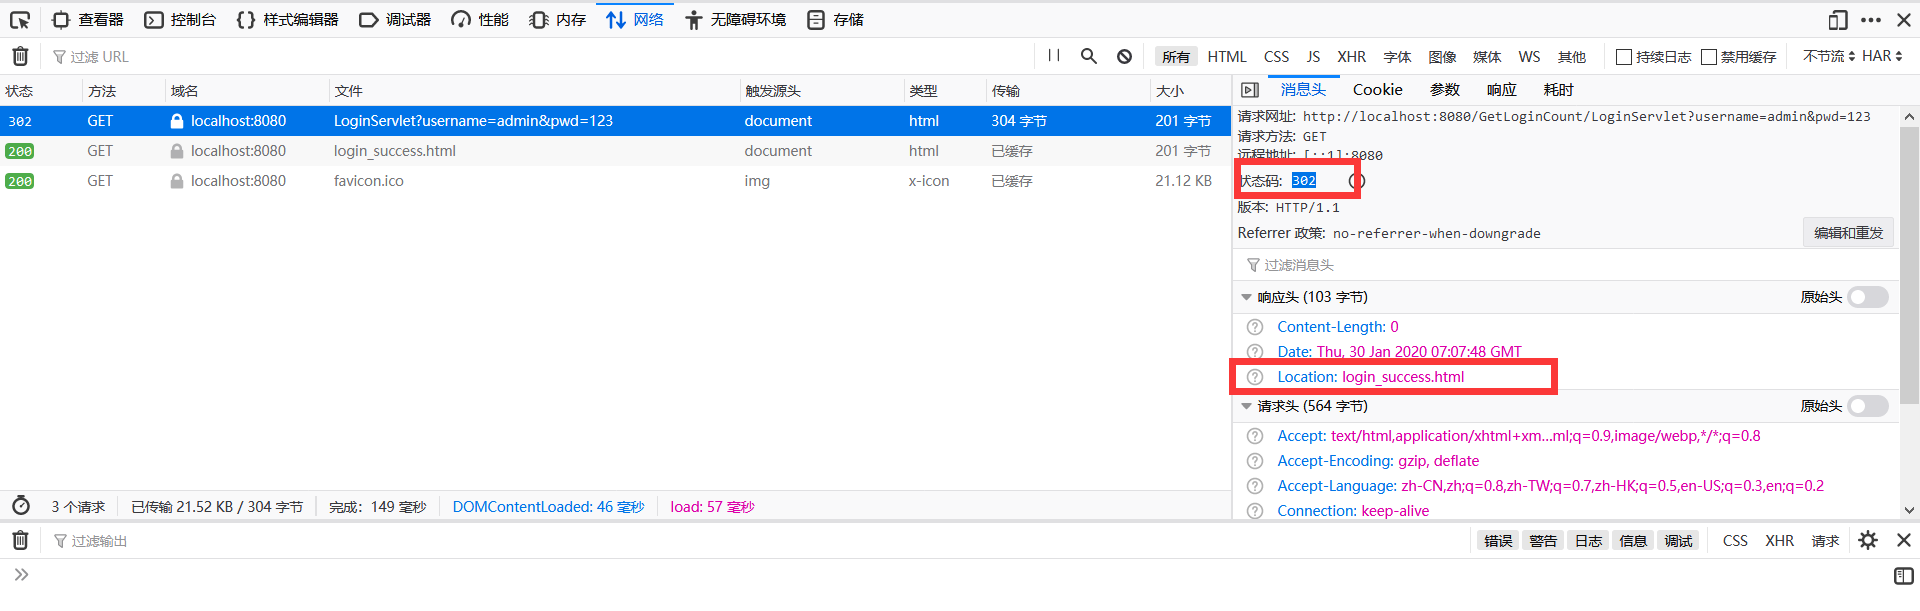 查看器 控制台 样式编辑器 调试器 性能 内存 网络 无障碍环境 存储
过滤 URL 所有 HTML CSS JS XHR 字体 图像 媒体 WS 其他 持续日志 禁用缓存 不节流 HAR
状态 方法 域名 文件 触发源头 类型 传输 大小
302 GET localhost:8080 LoginServlet?username=admin&pwd=123 document html 304 字节 201 字节
200 GET localhost:8080 login_success.html document html 已缓存 201 字节
200 GET localhost:8080 favicon.ico img x-icon 已缓存 21.12 KB
3 个请求 已传输 21.52 KB / 304 字节 完成：149 毫秒 DOMContentLoaded: 46 毫秒 load: 57 毫秒
消息头 Cookie 参数 响应 耗时
请求网址: http://localhost:8080/GetLoginCount/LoginServlet?username=admin&pwd=123
请求方法: GET
远程地址: [::1]:8080
状态码: 302
版本: HTTP/1.1
Referrer 政策: no-referrer-when-downgrade 编辑和重发
过滤消息头
响应头 (103 字节) 原始头
Content-Length: 0
Date: Thu, 30 Jan 2020 07:07:48 GMT
Location: login_success.html
请求头 (564 字节) 原始头
Accept: text/html,application/xhtml+xm…ml;q=0.9,image/webp,*/*;q=0.8
Accept-Encoding: gzip, deflate
Accept-Language: zh-CN,zh;q=0.8,zh-TW;q=0.7,zh-HK;q=0.5,en-US;q=0.3,en;q=0.2
Connection: keep-alive
过滤输出 错误 警告 日志 信息 调试 CSS XHR 请求